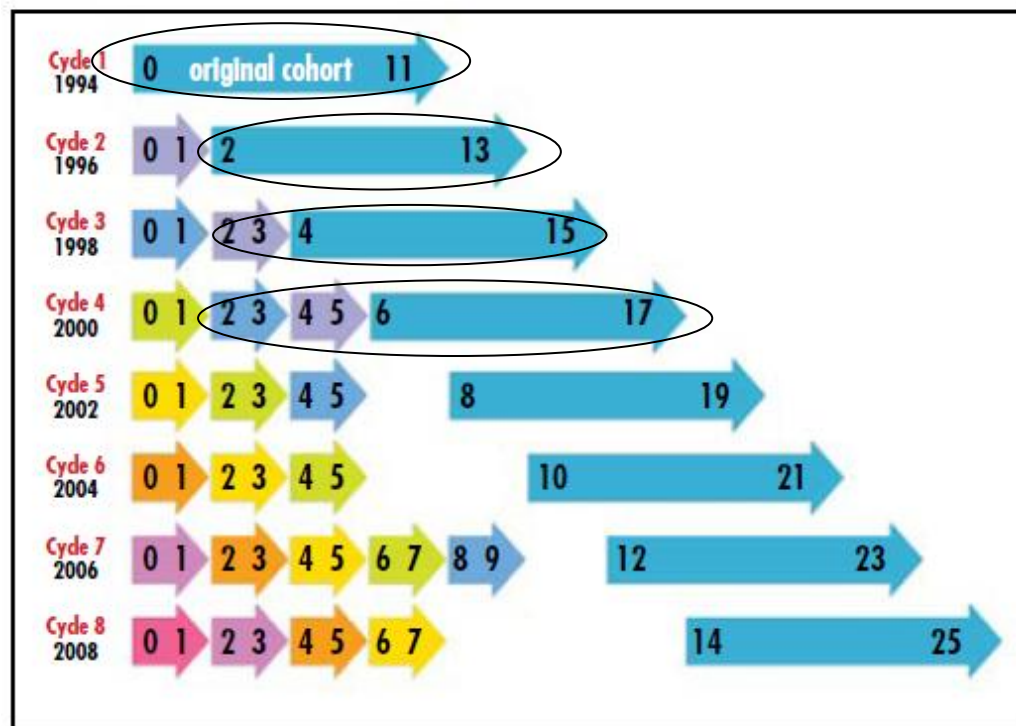 Cycle 1 0 original cohort 11
1994
Cycle 2 0 1 2 13
1996
Cycle 3 0 1 2 3 4 15
1998
Cycle 4 0 1 2 3 4 5 6 17
2000
Cycle 5 0 1 2 3 4 5 8 19
2002
Cycle 6 0 1 2 3 4 5 10 21
2004
Cycle 7 0 1 2 3 4 5 6 7 8 9 12 23
2006
Cycle 8 0 1 2 3 4 5 6 7 14 25
2008